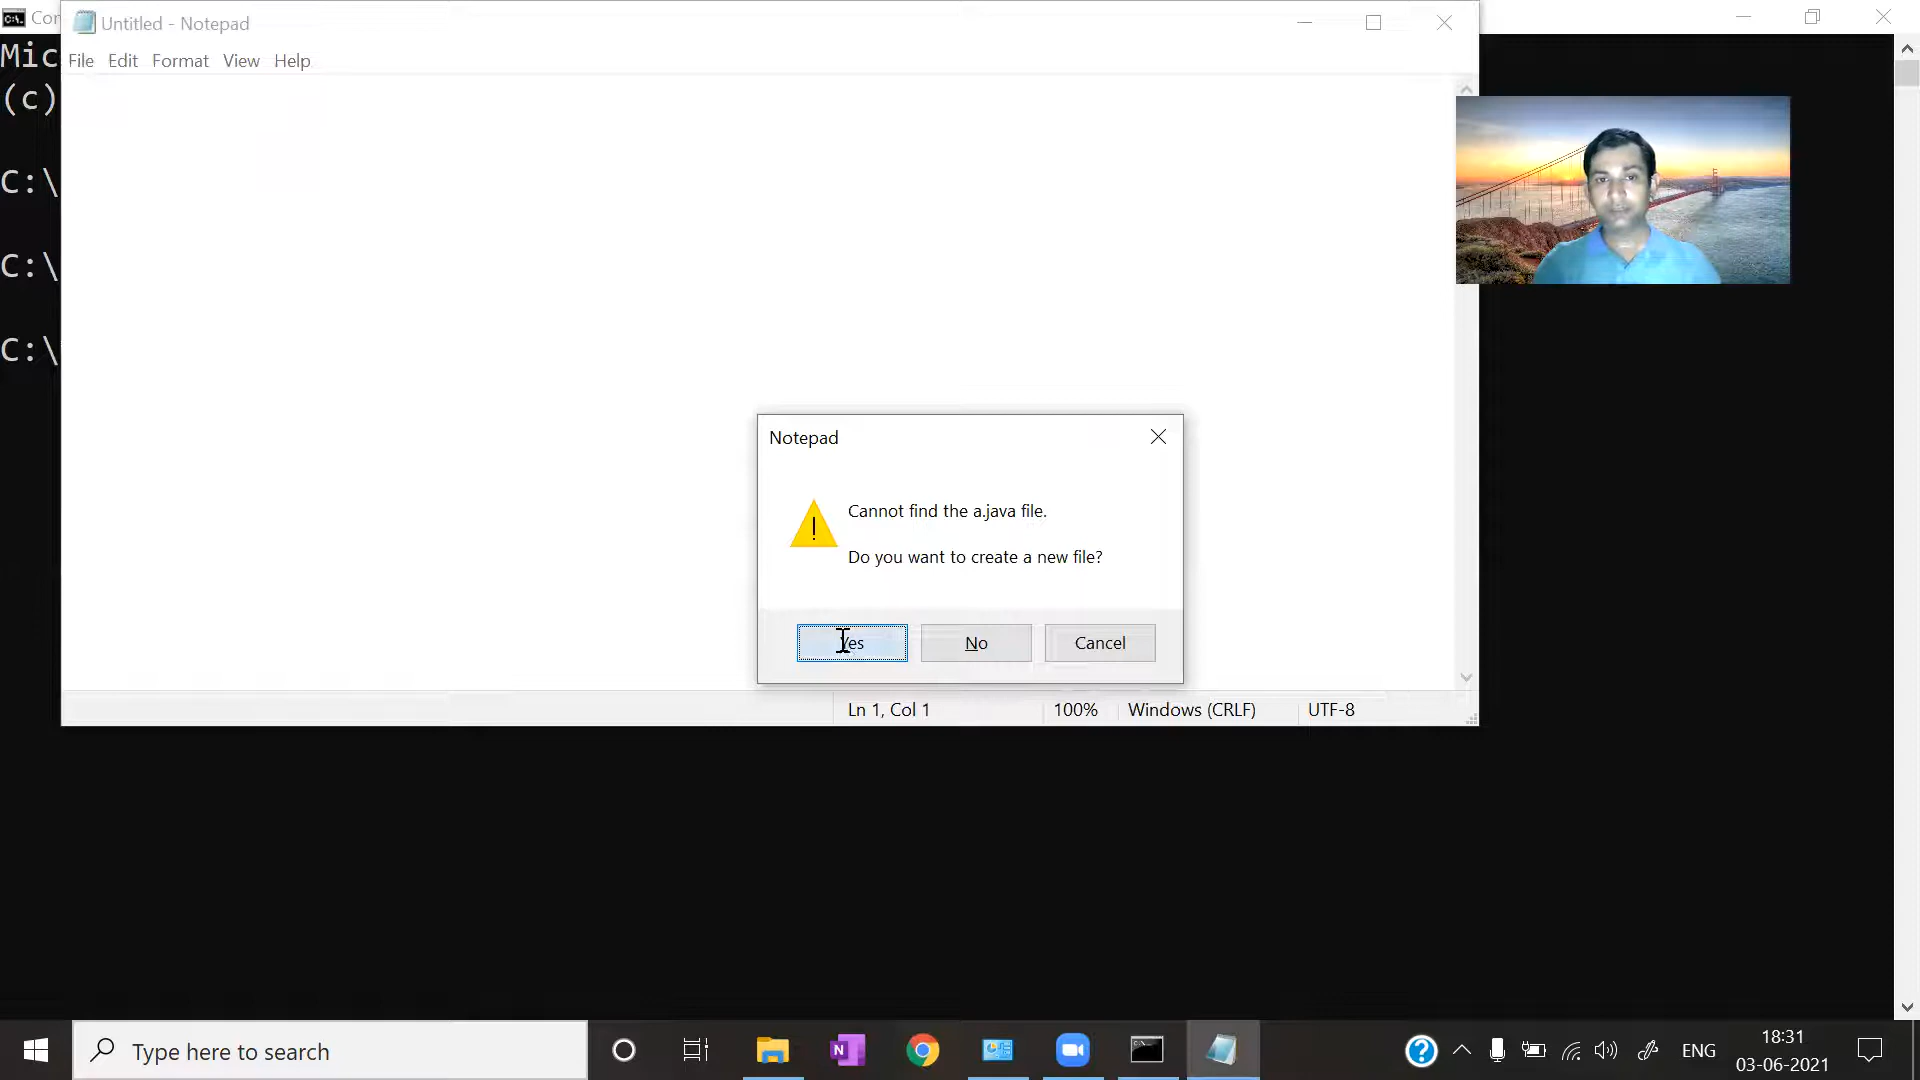 Cor
Untitled - Notepad
Mic
File Edit Format View Help
(c)
C:\
C:\
C:\
Notepad
Cannot find the a.java file.
Do you want to create a new file?
Yes No Cancel
Ln 1, Col 1 100% Windows (CRLF) UTF-8
Type here to search
ENG
18:31
03-06-2021